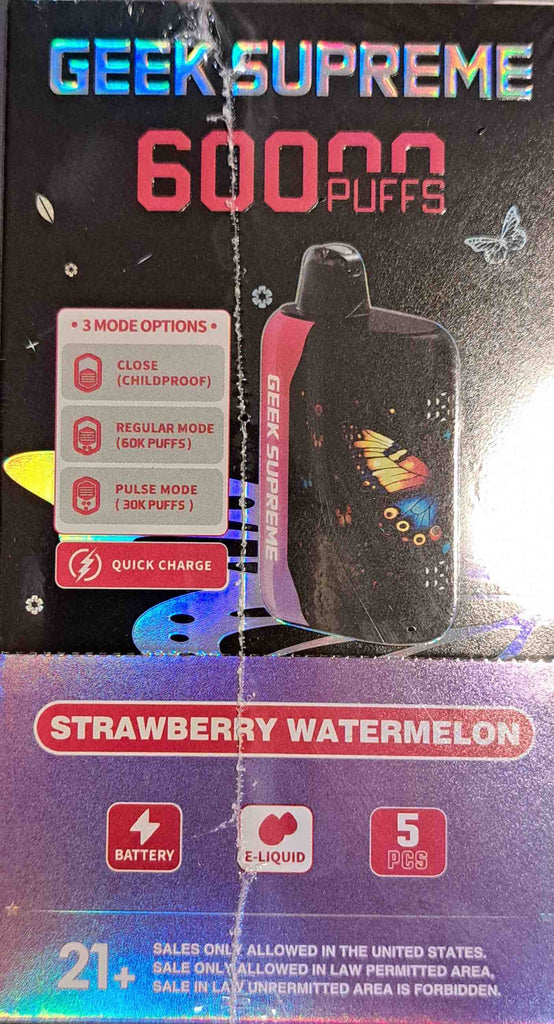 GEEK SUPREME
60000
PUFFS
• 3 MODE OPTIONS •
CLOSE
(CHILDPROOF)
REGULAR MODE
(60K PUFFS)
PULSE MODE
( 30K PUFFS )
QUICK CHARGE
GEEK SUPREME
STRAWBERRY WATERMELON
BATTERY
E-LIQUID
5
PCS
21+
SALES ONLY ALLOWED IN THE UNITED STATES.
SALE ONLY ALLOWED IN LAW PERMITTED AREA,
SALE IN LAW UNPERMITTED AREA IS FORBIDDEN.